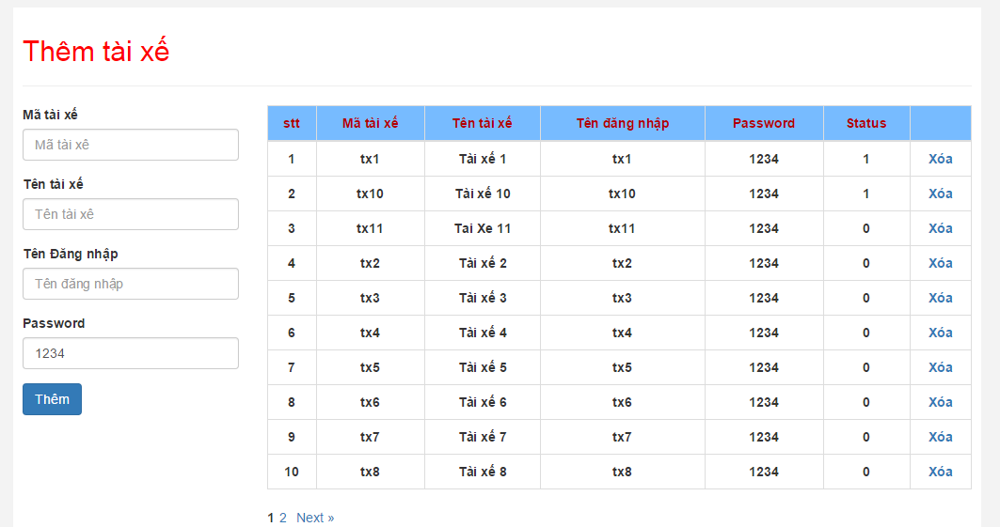 Thêm tài xế
Mã tài xế
Mã tài xế
Tên tài xế
Tên tài xế
Tên Đăng nhập
Tên đăng nhập
Password
1234
Thêm
stt Mã tài xế Tên tài xế Tên đăng nhập Password Status
1 tx1 Tài xế 1 tx1 1234 1 Xóa
2 tx10 Tài xế 10 tx10 1234 1 Xóa
3 tx11 Tai Xe 11 tx11 1234 0 Xóa
4 tx2 Tài xế 2 tx2 1234 0 Xóa
5 tx3 Tài xế 3 tx3 1234 0 Xóa
6 tx4 Tài xế 4 tx4 1234 0 Xóa
7 tx5 Tài xế 5 tx5 1234 0 Xóa
8 tx6 Tài xế 6 tx6 1234 0 Xóa
9 tx7 Tài xế 7 tx7 1234 0 Xóa
10 tx8 Tài xế 8 tx8 1234 0 Xóa
1 2 Next »